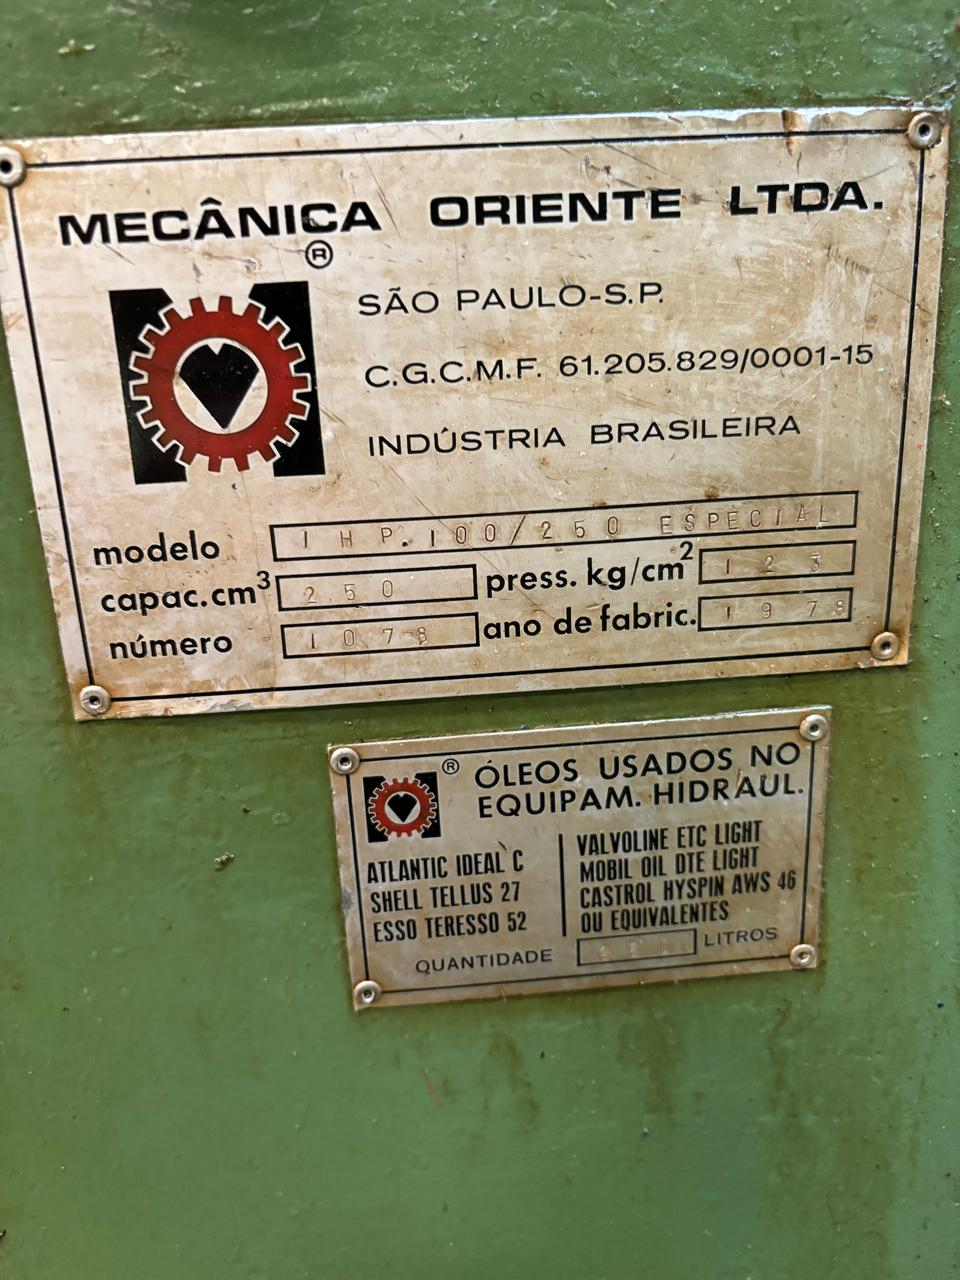 MECÂNICA ORIENTE LTDA.
®
SÃO PAULO-S.P.
C.G.C.M.F. 61.205.829/0001-15
INDÚSTRIA BRASILEIRA
modelo IHP.100/250 ESPECIAL
capac.cm³ 250 press. kg/cm² 123
número 1078 ano de fabric. 1978
® ÓLEOS USADOS NO
EQUIPAM. HIDRAUL.
ATLANTIC IDEAL C
SHELL TELLUS 27
ESSO TERESSO 52
VALVOLINE ETC LIGHT
MOBIL OIL DTE LIGHT
CASTROL HYSPIN AWS 46
OU EQUIVALENTES
QUANTIDADE LITROS